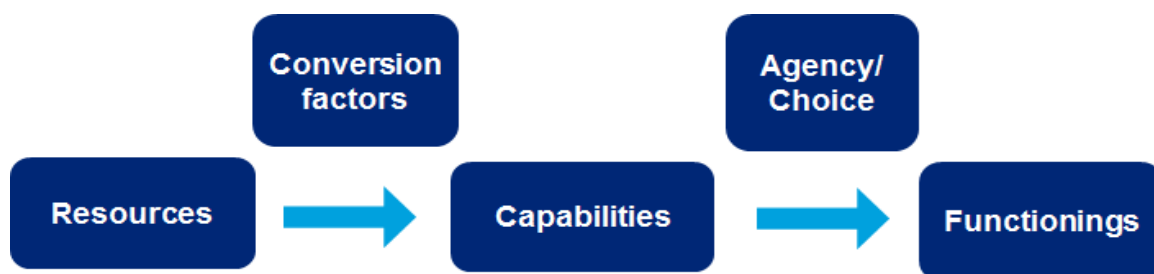 Conversion
factors
Agency/
Choice
Resources
Capabilities
Functionings